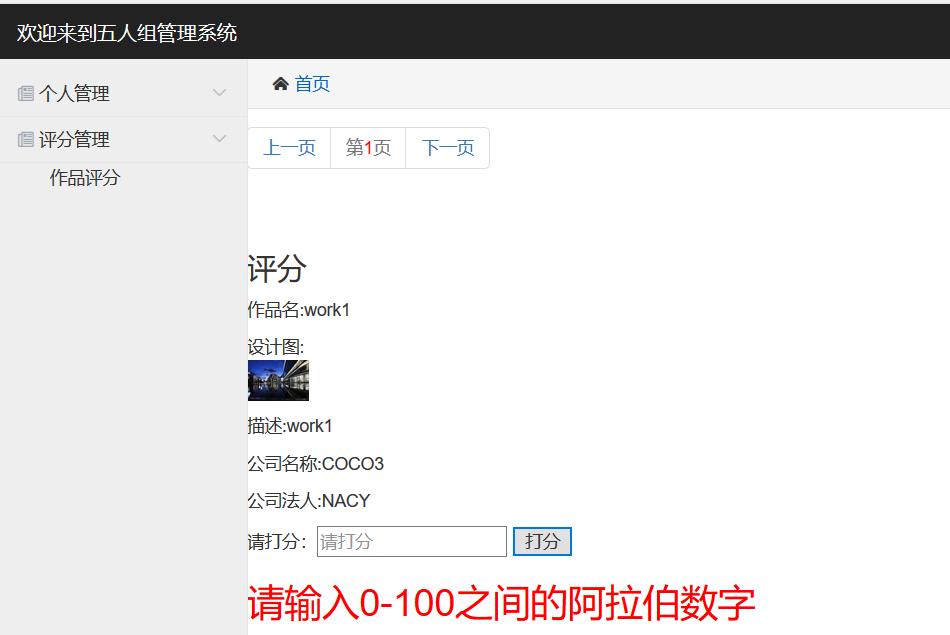 欢迎来到五人组管理系统
个人管理
首页
评分管理
作品评分
上一页 第1页 下一页
评分
作品名:work1
设计图:
描述:work1
公司名称:COCO3
公司法人:NACY
请打分： 请打分 打分
请输入0-100之间的阿拉伯数字